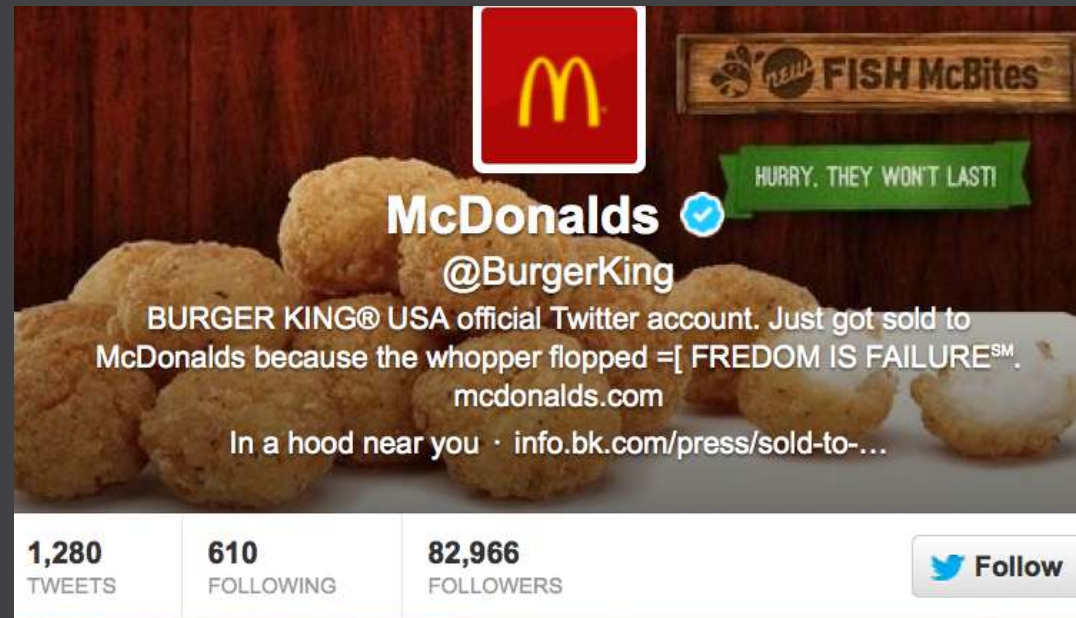 NEW FISH McBites®
HURRY, THEY WON'T LAST!
McDonalds
@BurgerKing
BURGER KING® USA official Twitter account. Just got sold to
McDonalds because the whopper flopped =[ FREDOM IS FAILURE℠.
mcdonalds.com
In a hood near you · info.bk.com/press/sold-to-...
1,280
TWEETS
610
FOLLOWING
82,966
FOLLOWERS
Follow